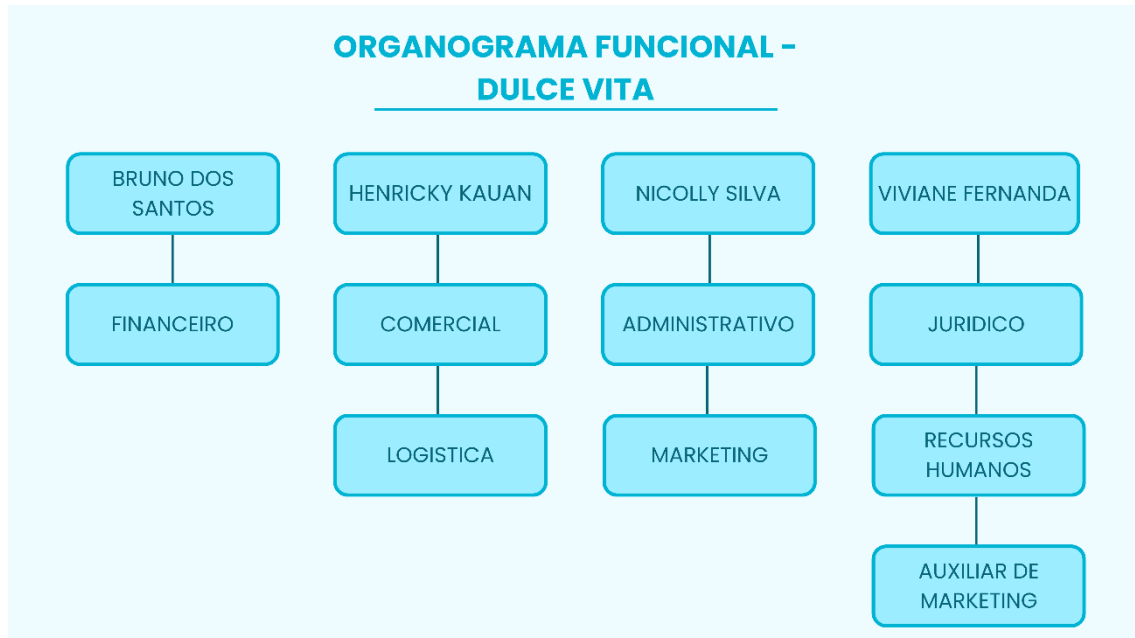 ORGANOGRAMA FUNCIONAL -
DULCE VITA
BRUNO DOS
SANTOS
HENRICKY KAUAN
NICOLLY SILVA
VIVIANE FERNANDA
FINANCEIRO
COMERCIAL
ADMINISTRATIVO
JURIDICO
LOGISTICA
MARKETING
RECURSOS
HUMANOS
AUXILIAR DE
MARKETING